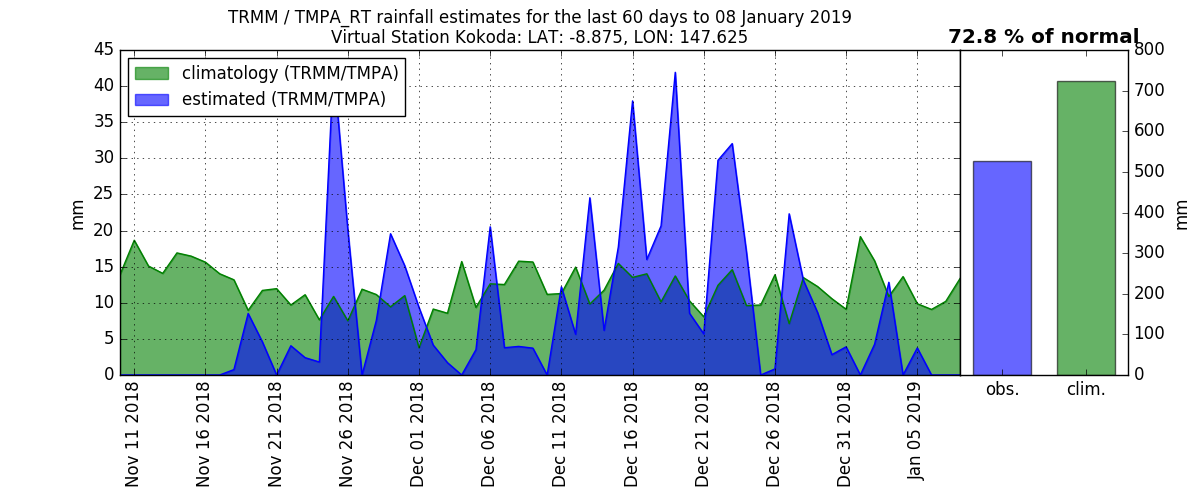 TRMM / TMPA_RT rainfall estimates for the last 60 days to 08 January 2019
Virtual Station Kokoda: LAT: -8.875, LON: 147.625
72.8 % of normal
climatology (TRMM/TMPA)
estimated (TRMM/TMPA)
mm
45
40
35
30
25
20
15
10
5
0
Nov 11 2018
Nov 16 2018
Nov 21 2018
Nov 26 2018
Dec 01 2018
Dec 06 2018
Dec 11 2018
Dec 16 2018
Dec 21 2018
Dec 26 2018
Dec 31 2018
Jan 05 2019
obs.
clim.
800
700
600
500
400
300
200
100
0
mm